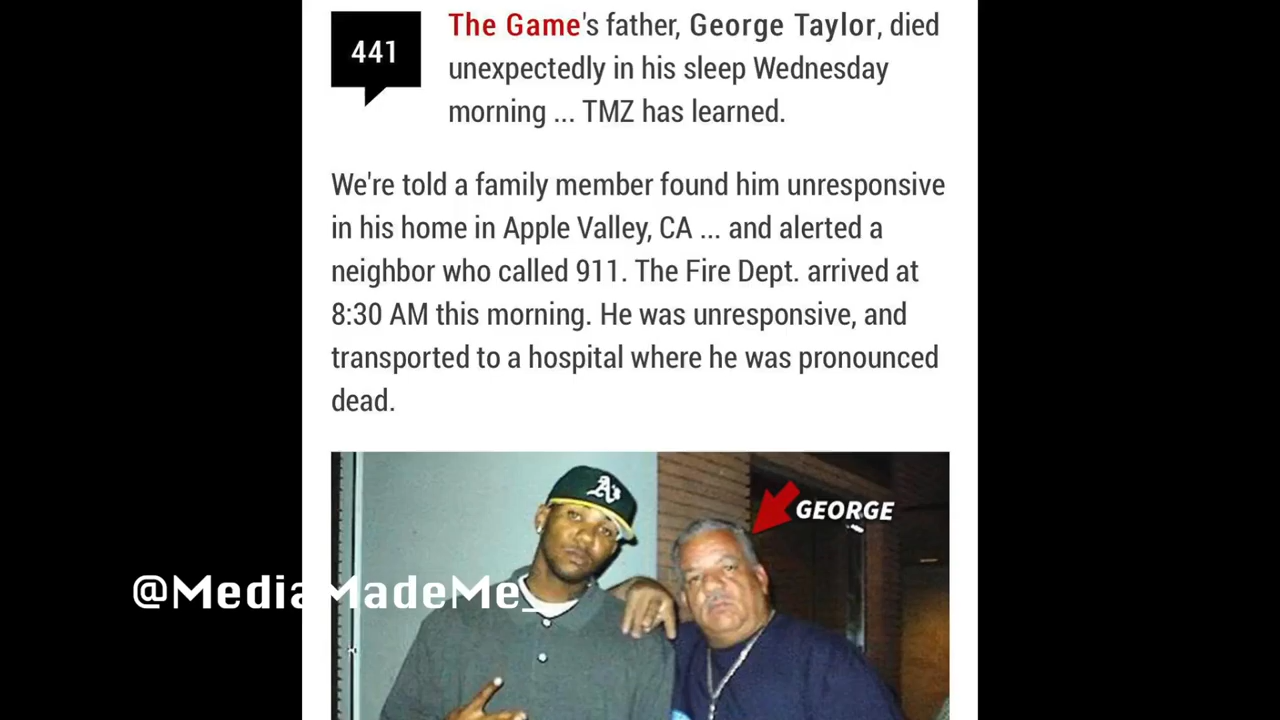 441
The Game's father, George Taylor, died
unexpectedly in his sleep Wednesday
morning ... TMZ has learned.
We're told a family member found him unresponsive
in his home in Apple Valley, CA ... and alerted a
neighbor who called 911. The Fire Dept. arrived at
8:30 AM this morning. He was unresponsive, and
transported to a hospital where he was pronounced
dead.
A's
GEORGE
@MediaMadeMe_